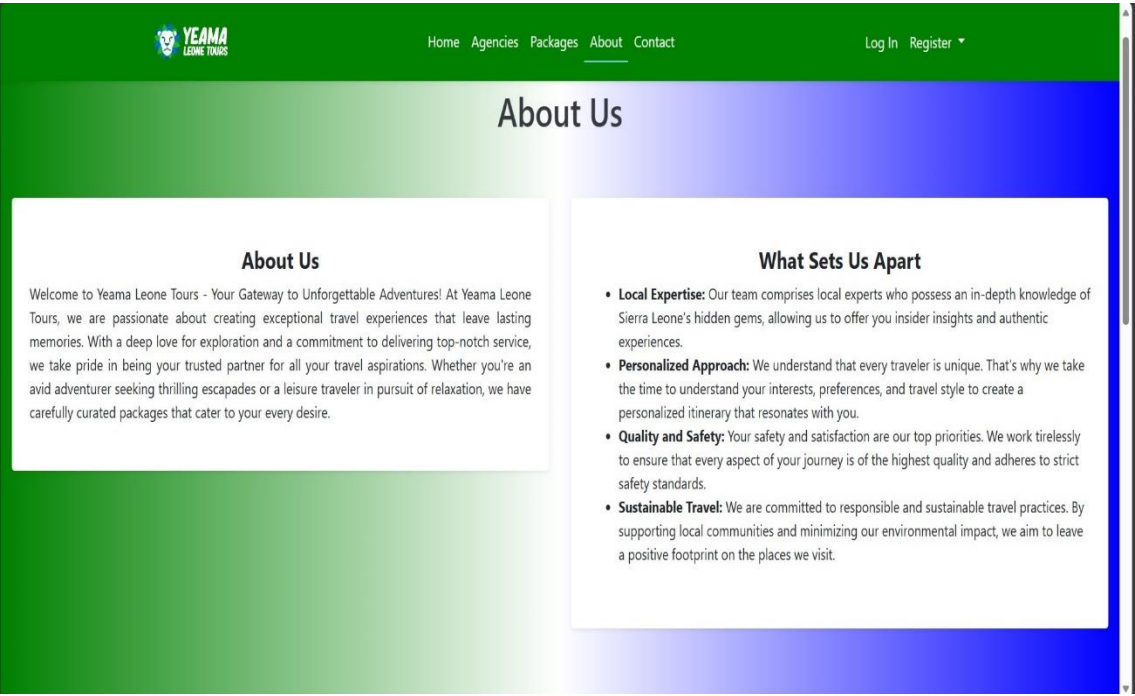 YEAMA
LEONE TOURS
Home Agencies Packages About Contact
Log In Register
About Us
About Us
Welcome to Yeama Leone Tours - Your Gateway to Unforgettable Adventures! At Yeama Leone
Tours, we are passionate about creating exceptional travel experiences that leave lasting
memories. With a deep love for exploration and a commitment to delivering top-notch service,
we take pride in being your trusted partner for all your travel aspirations. Whether you're an
avid adventurer seeking thrilling escapades or a leisure traveler in pursuit of relaxation, we have
carefully curated packages that cater to your every desire.
What Sets Us Apart
• Local Expertise: Our team comprises local experts who possess an in-depth knowledge of
Sierra Leone's hidden gems, allowing us to offer you insider insights and authentic
experiences.
• Personalized Approach: We understand that every traveler is unique. That's why we take
the time to understand your interests, preferences, and travel style to create a
personalized itinerary that resonates with you.
• Quality and Safety: Your safety and satisfaction are our top priorities. We work tirelessly
to ensure that every aspect of your journey is of the highest quality and adheres to strict
safety standards.
• Sustainable Travel: We are committed to responsible and sustainable travel practices. By
supporting local communities and minimizing our environmental impact, we aim to leave
a positive footprint on the places we visit.